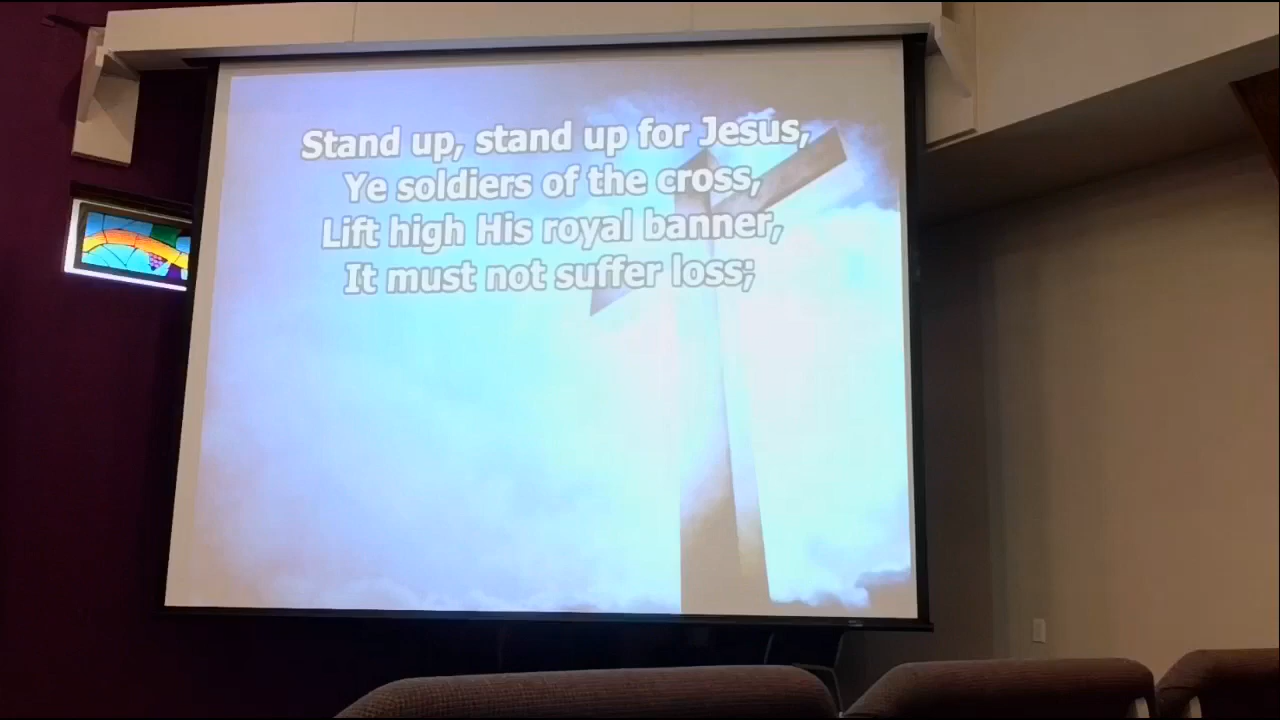 Stand up, stand up for Jesus,
Ye soldiers of the cross,
Lift high His royal banner,
It must not suffer loss;